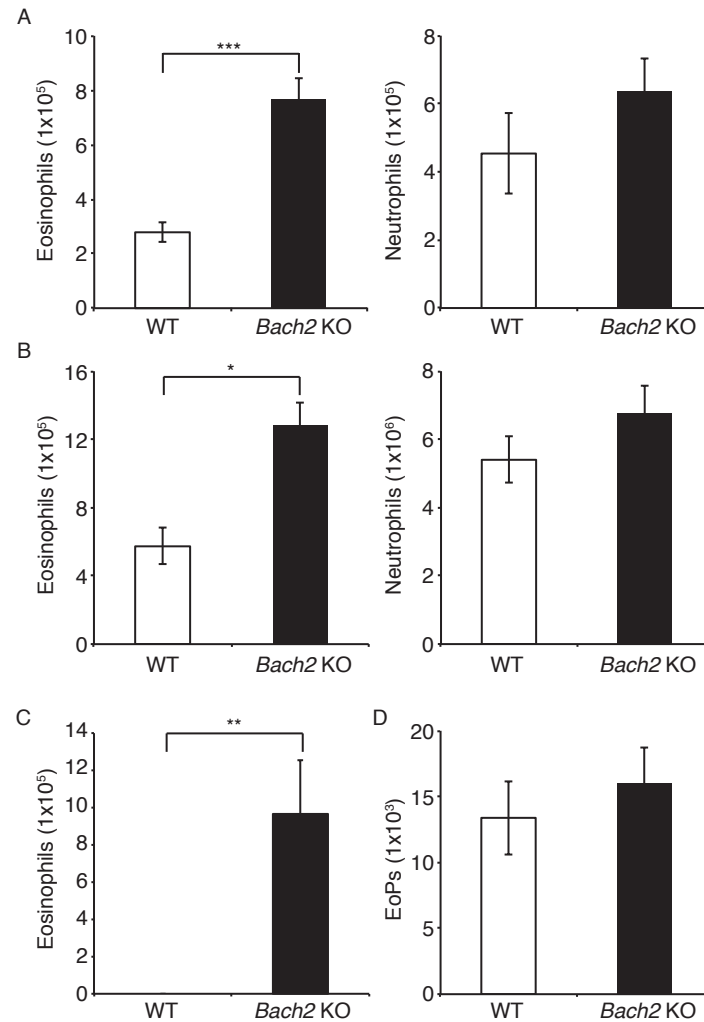 A
Eosinophils (1x10⁵)
10
8
6
4
2
0
***
WT
Bach2 KO
Neutrophils (1x10⁵)
8
6
4
2
0
WT
Bach2 KO
B
Eosinophils (1x10⁵)
16
12
8
4
0
*
WT
Bach2 KO
Neutrophils (1x10⁶)
8
6
4
2
0
WT
Bach2 KO
C
Eosinophils (1x10⁵)
14
12
10
8
6
4
2
0
**
WT
Bach2 KO
D
EoPs (1x10³)
20
15
10
5
0
WT
Bach2 KO